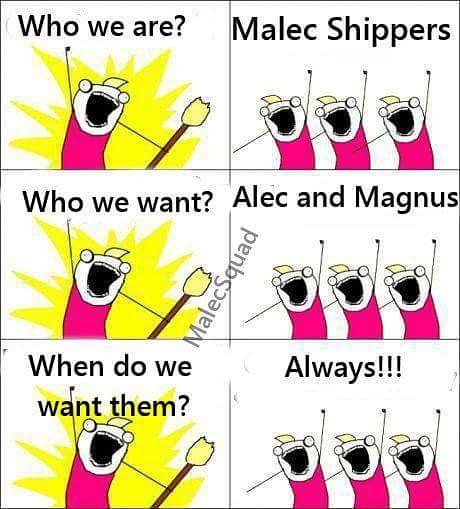 Who we are?
Malec Shippers
Who we want?
Alec and Magnus
MalecSquad
When do we
want them?
Always!!!